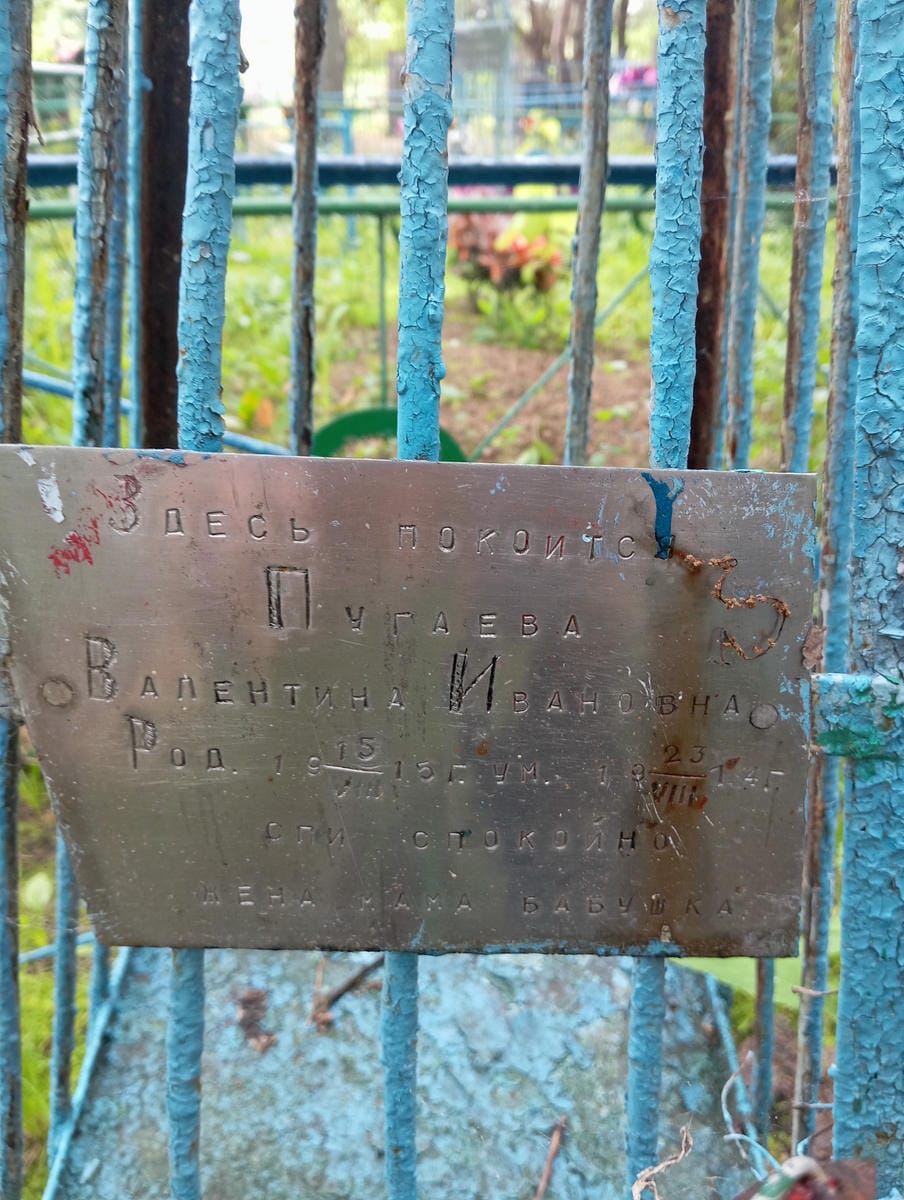 ЗДЕСЬ ПОКОИТСЯ
ПУГАЕВА
ВАЛЕНТИНА ИВАНОВНА
РОД. 19 15/VIII 15 Г. УМ. 19 23/VIII 74 Г.
СПИ СПОКОЙНО
ЖЕНА МАМА БАБУШКА